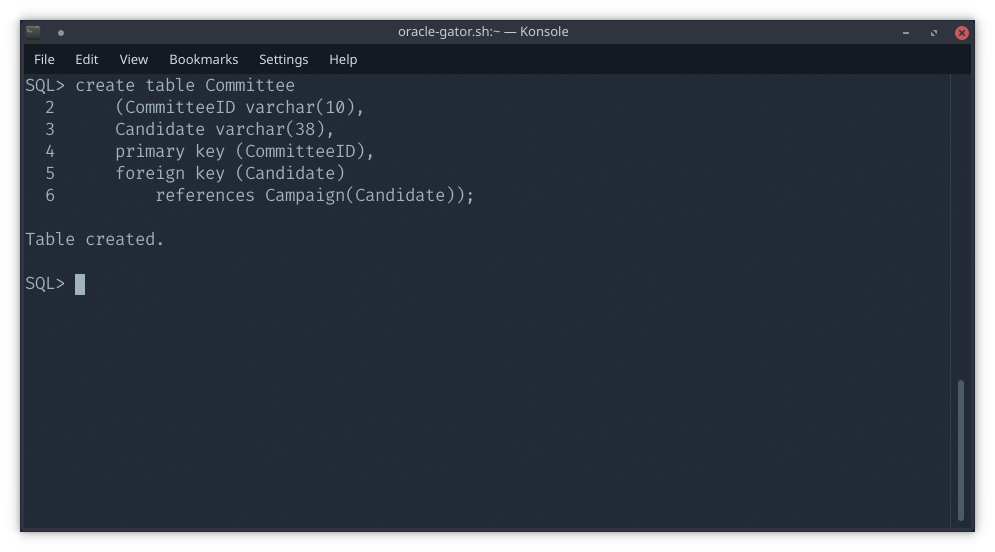 oracle-gator.sh:~ — Konsole
File Edit View Bookmarks Settings Help
SQL> create table Committee
2 (CommitteeID varchar(10),
3 Candidate varchar(38),
4 primary key (CommitteeID),
5 foreign key (Candidate)
6 references Campaign(Candidate));
Table created.
SQL>